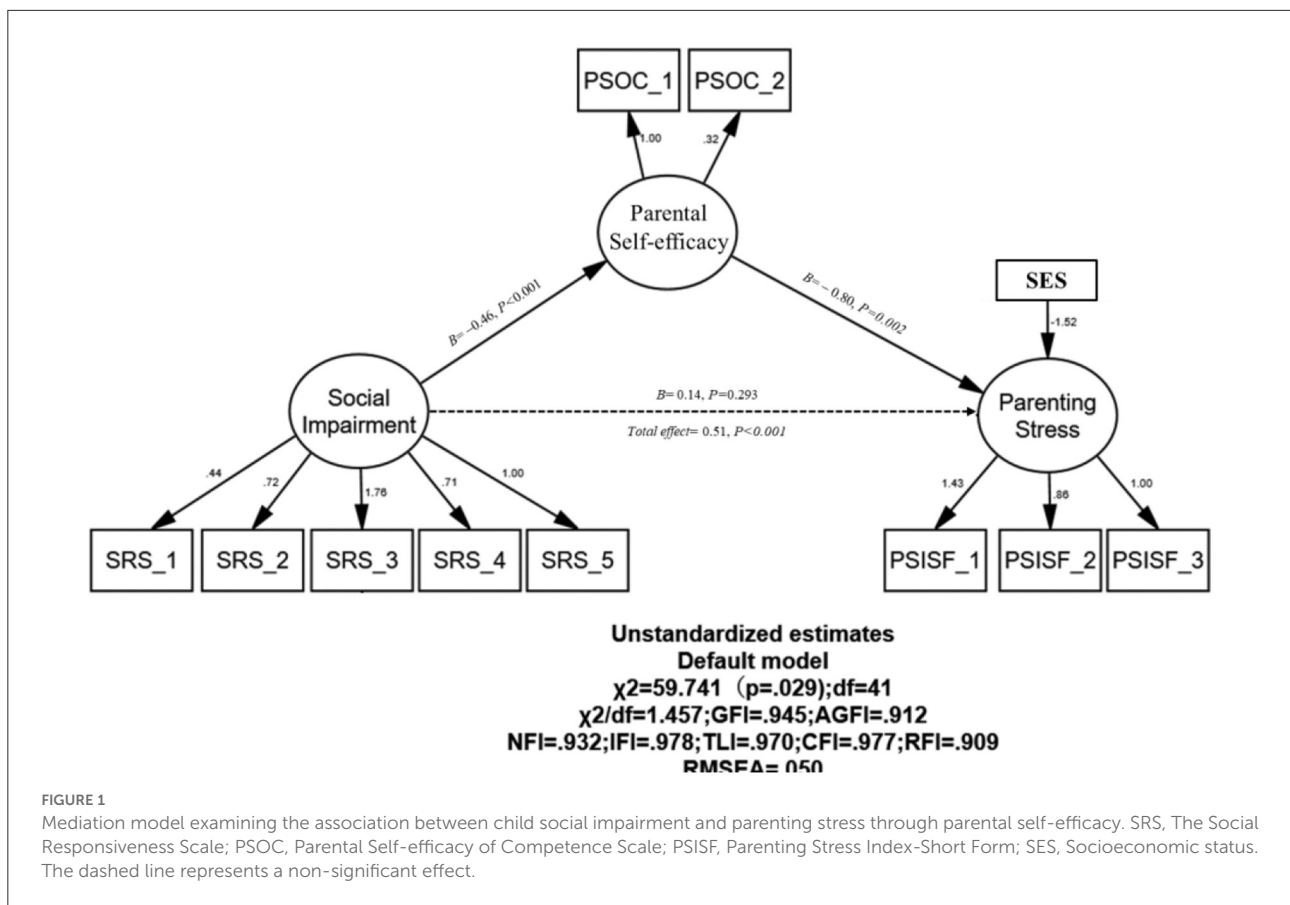 PSOC_1
PSOC_2
1.00
.32
Parental
Self-efficacy
SES
-1.52
B= −0.46, P<0.001
B= − 0.80, P=0.002
Social
Impairment
B= 0.14, P=0.293
Total effect= 0.51, P<0.001
Parenting
Stress
.44
.72
1.76
.71
1.00
1.43
.86
1.00
SRS_1
SRS_2
SRS_3
SRS_4
SRS_5
PSISF_1
PSISF_2
PSISF_3
Unstandardized estimates
Default model
χ2=59.741（p=.029);df=41
χ2/df=1.457;GFI=.945;AGFI=.912
NFI=.932;IFI=.978;TLI=.970;CFI=.977;RFI=.909
RMSEA=.050
FIGURE 1
Mediation model examining the association between child social impairment and parenting stress through parental self-efficacy. SRS, The Social
Responsiveness Scale; PSOC, Parental Self-efficacy of Competence Scale; PSISF, Parenting Stress Index-Short Form; SES, Socioeconomic status.
The dashed line represents a non-significant effect.